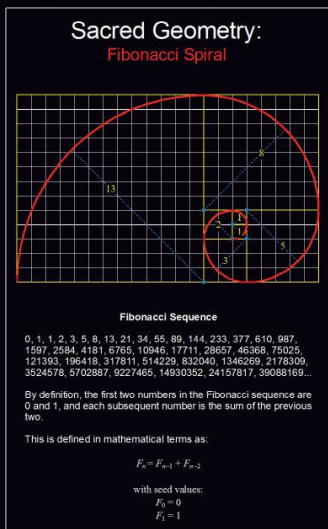 Sacred Geometry:
Fibonacci Spiral
8
13
1
2
1
5
3
Fibonacci Sequence
0, 1, 1, 2, 3, 5, 8, 13, 21, 34, 55, 89, 144, 233, 377, 610, 987,
1597, 2584, 4181, 6765, 10946, 17711, 28657, 46368, 75025,
121393, 196418, 317811, 514229, 832040, 1346269, 2178309,
3524578, 5702887, 9227465, 14930352, 24157817, 39088169...
By definition, the first two numbers in the Fibonacci sequence are
0 and 1, and each subsequent number is the sum of the previous
two.
This is defined in mathematical terms as:
Fₙ = Fₙ₋₁ + Fₙ₋₂
with seed values:
F₀ = 0
F₁ = 1